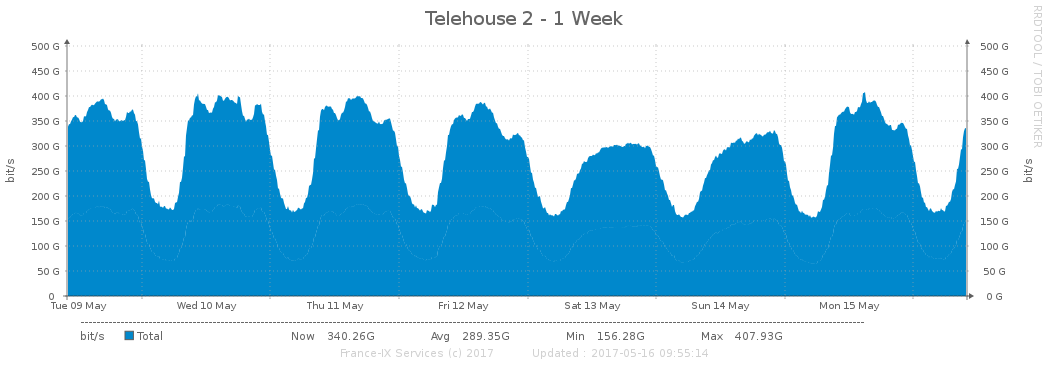 Telehouse 2 - 1 Week
RRDTOOL / TOBI OETIKER
500 G 500 G
450 G 450 G
400 G 400 G
350 G 350 G
300 G 300 G
250 G 250 G
200 G 200 G
150 G 150 G
100 G 100 G
50 G 50 G
0 0 G
bit/s bit/s
Tue 09 May Wed 10 May Thu 11 May Fri 12 May Sat 13 May Sun 14 May Mon 15 May
bit/s Total Now 340.26G Avg 289.35G Min 156.28G Max 407.93G
France-IX Services (c) 2017 Updated : 2017-05-16 09:55:14